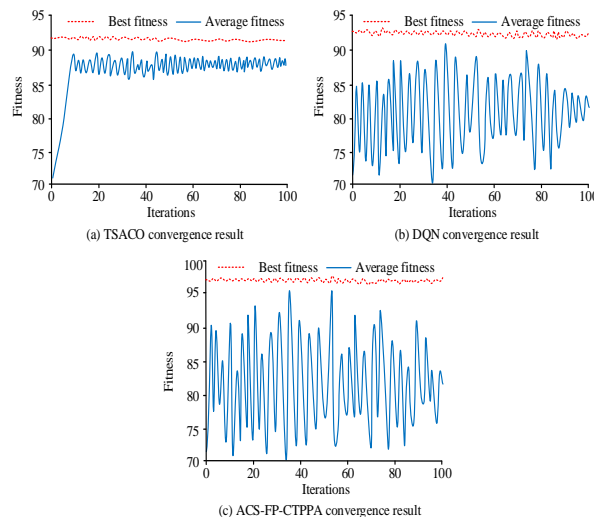 Best fitness Average fitness
95
90
85
80
75
70
Fitness
0 20 40 60 80 100
Iterations
(a) TSACO convergence result
Best fitness Average fitness
95
90
85
80
75
70
Fitness
0 20 40 60 80 100
Iterations
(b) DQN convergence result
Best fitness Average fitness
100
95
90
85
80
75
70
Fitness
0 20 40 60 80 100
Iterations
(c) ACS-FP-CTPPA convergence result